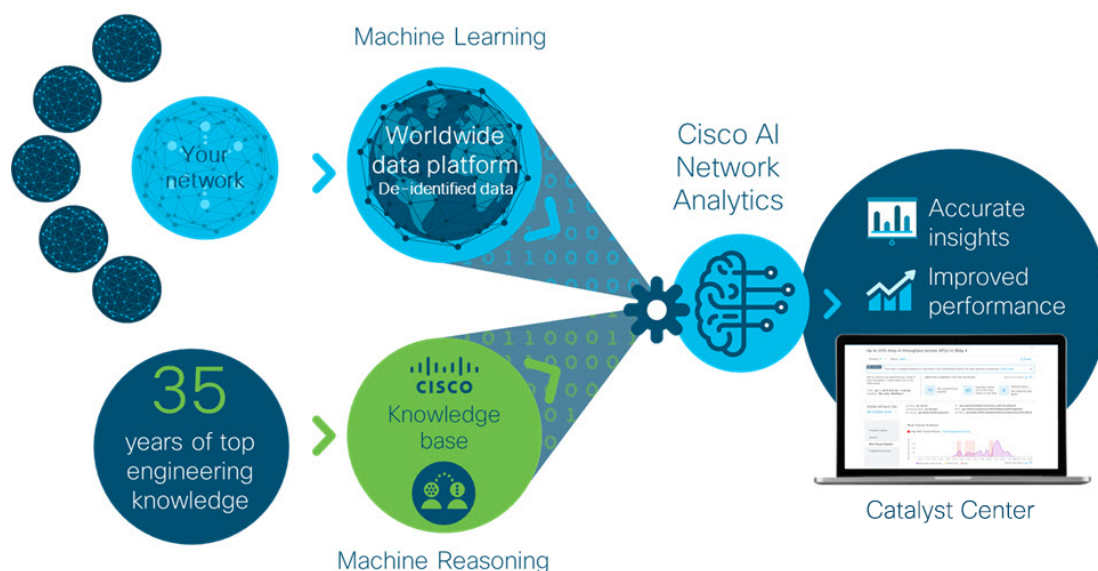 Machine Learning
Your
network
Worldwide
data platform
De-identified data
Cisco AI
Network
Analytics
Accurate
insights
Improved
performance
35
years of top
engineering
knowledge
CISCO
Knowledge
base
Machine Reasoning
Catalyst Center